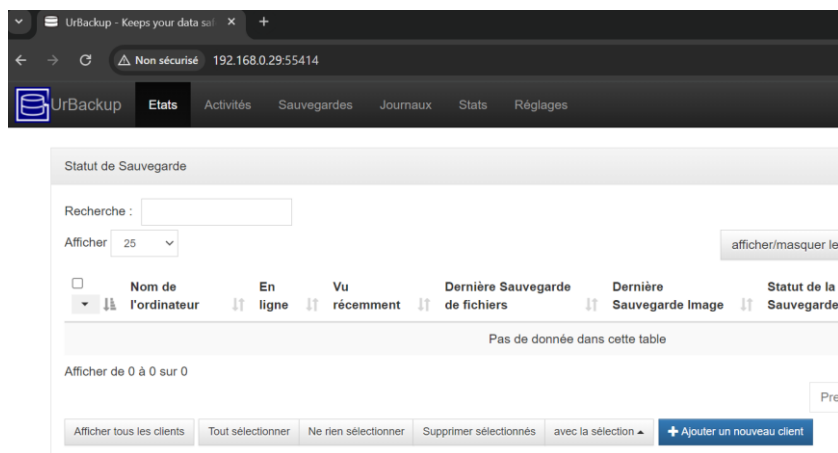 UrBackup - Keeps your data sa
Non sécurisé 192.168.0.29:55414
UrBackup Etats Activités Sauvegardes Journaux Stats Réglages
Statut de Sauvegarde
Recherche :
Afficher 25
afficher/masquer le
Nom de l'ordinateur En ligne Vu récemment Dernière Sauvegarde de fichiers Dernière Sauvegarde Image Statut de la Sauvegarde
Pas de donnée dans cette table
Afficher de 0 à 0 sur 0
Pre
Afficher tous les clients Tout sélectionner Ne rien sélectionner Supprimer sélectionnés avec la sélection Ajouter un nouveau client